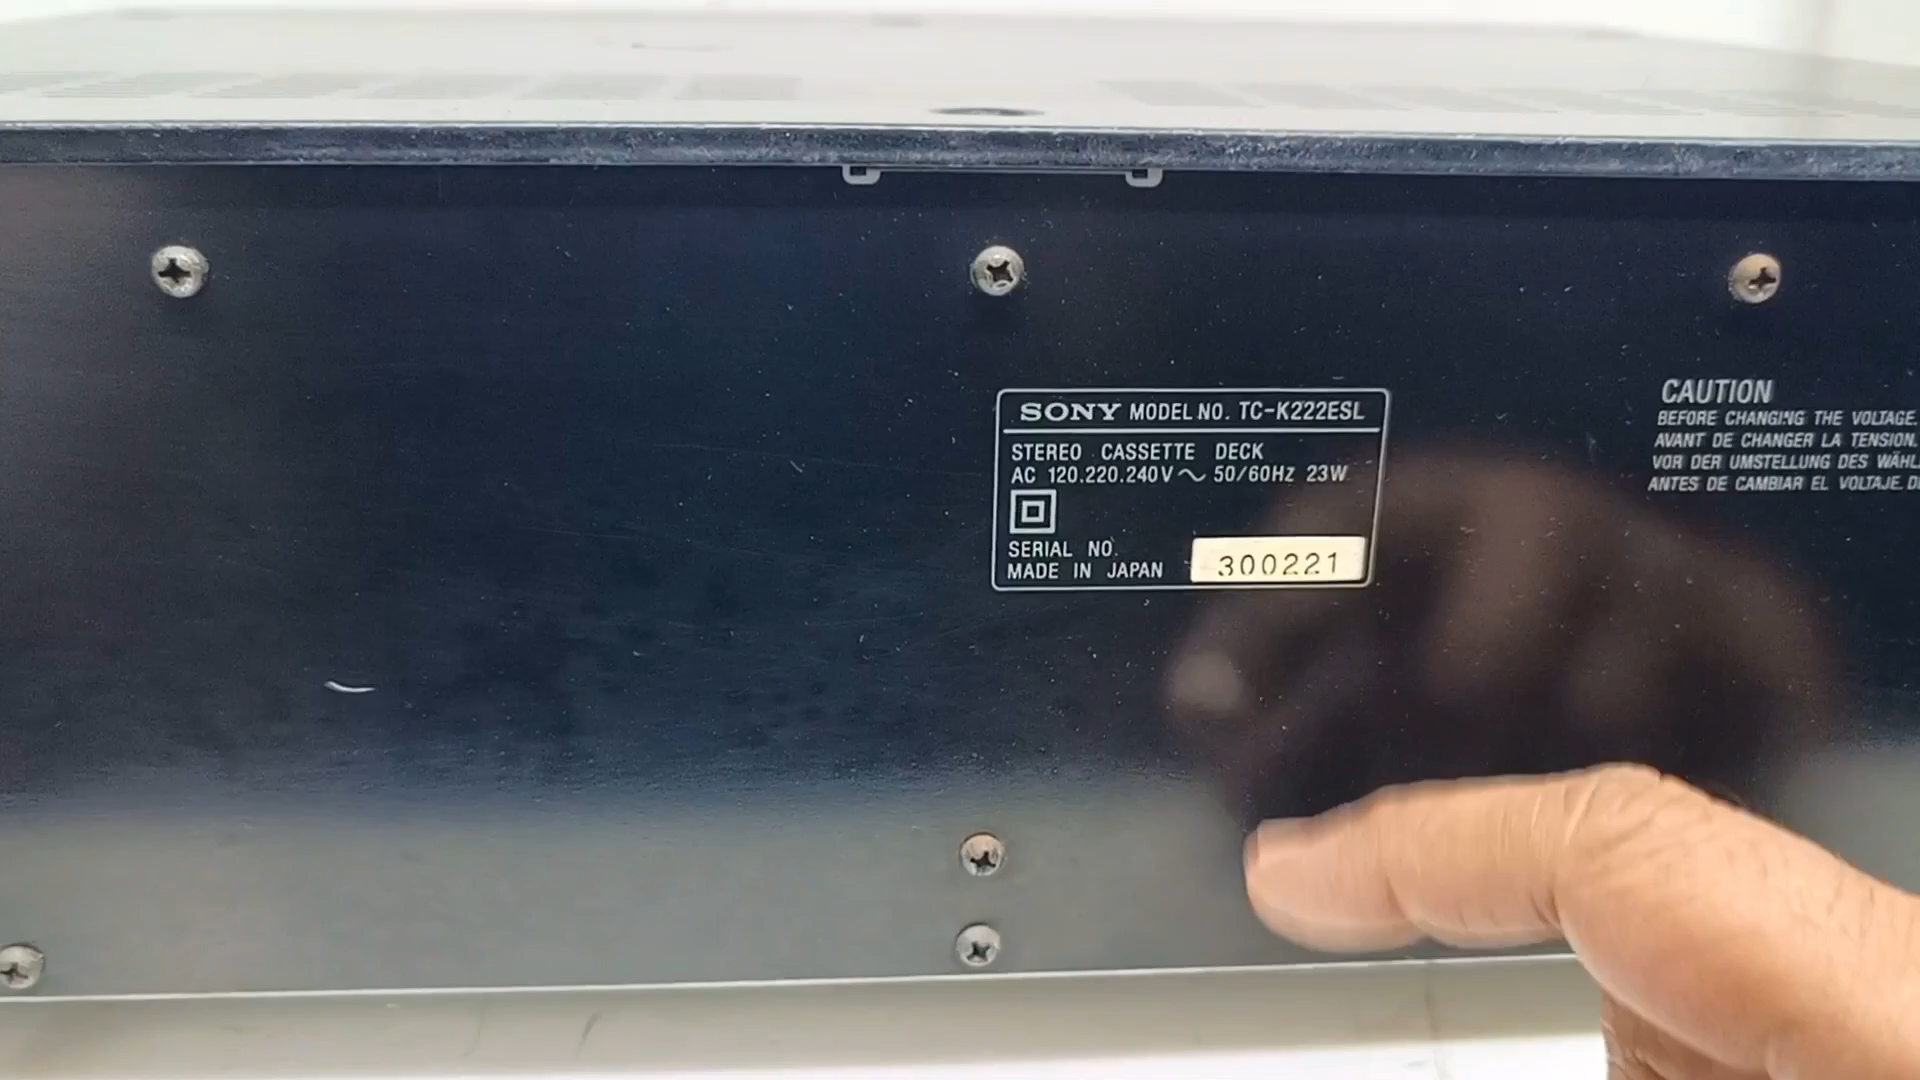 SONY MODEL NO. TC-K222ESL
STEREO CASSETTE DECK
AC 120.220.240V ~ 50/60Hz 23W
SERIAL NO.
MADE IN JAPAN 300221
CAUTION
BEFORE CHANGING THE VOLTAGE.
AVANT DE CHANGER LA TENSION.
VOR DER UMSTELLUNG DES
ANTES DE CAMBIAR EL VOLTAJE.